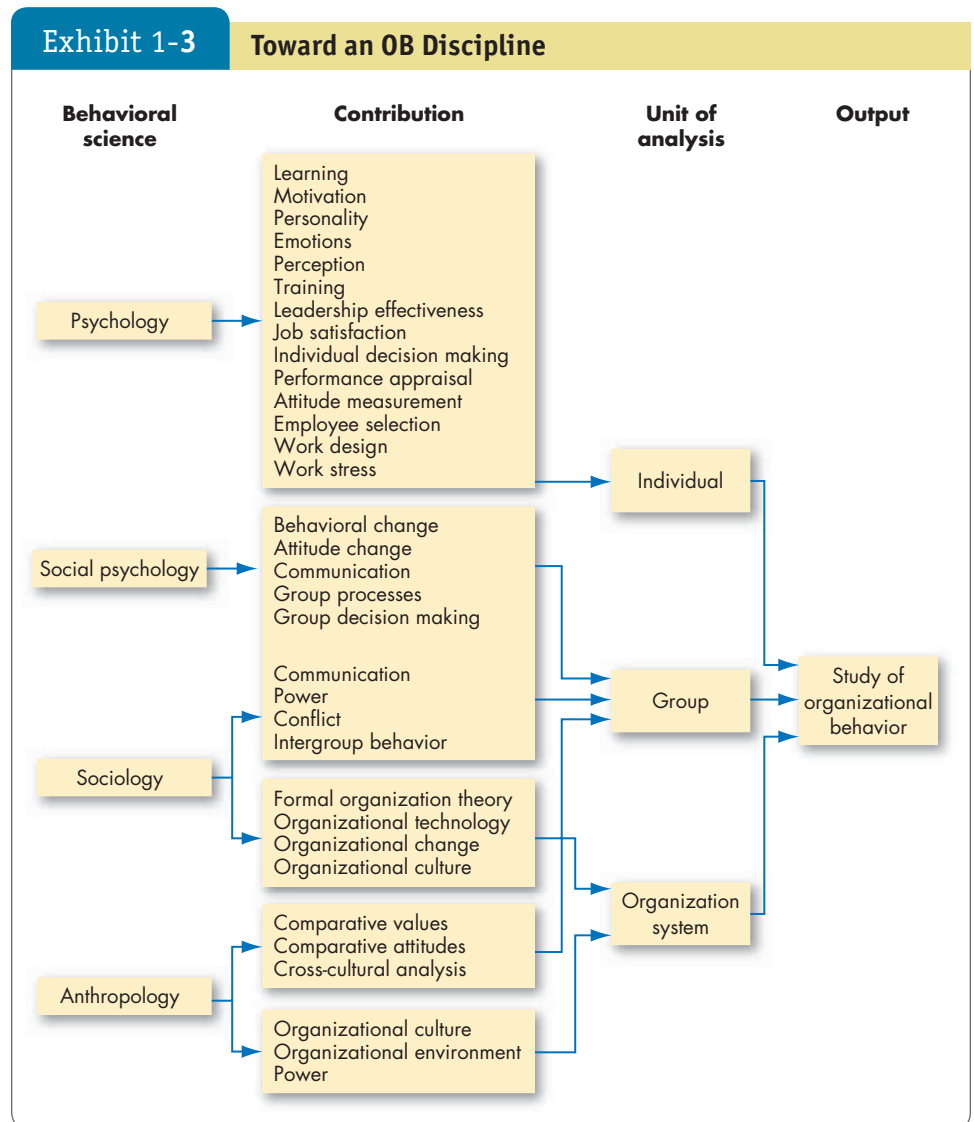 Exhibit 1-3
Toward an OB Discipline
Behavioral
science
Contribution
Unit of
analysis
Output
Psychology
Learning
Motivation
Personality
Emotions
Perception
Training
Leadership effectiveness
Job satisfaction
Individual decision making
Performance appraisal
Attitude measurement
Employee selection
Work design
Work stress
Individual
Social psychology
Behavioral change
Attitude change
Communication
Group processes
Group decision making
Communication
Power
Conflict
Intergroup behavior
Group
Study of
organizational
behavior
Sociology
Formal organization theory
Organizational technology
Organizational change
Organizational culture
Organization
system
Anthropology
Comparative values
Comparative attitudes
Cross-cultural analysis
Organizational culture
Organizational environment
Power